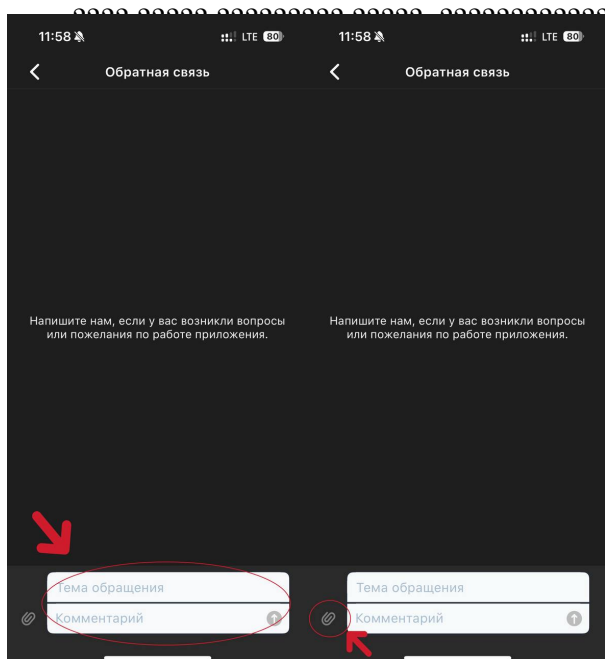 11:58 LTE 80
Обратная связь
Напишите нам, если у вас возникли вопросы
или пожелания по работе приложения.
Тема обращения
Комментарий
11:58 LTE 80
Обратная связь
Напишите нам, если у вас возникли вопросы
или пожелания по работе приложения.
Тема обращения
Комментарий